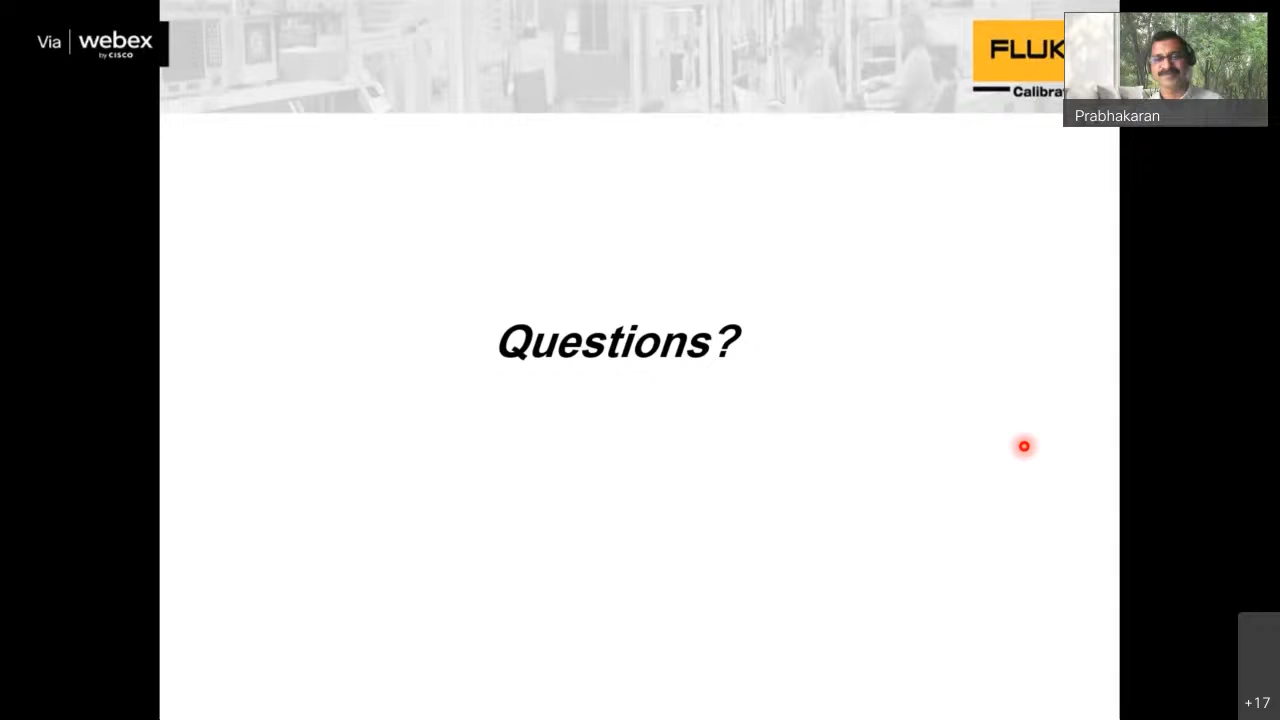 Via webex
by CISCO
FLUK
Calibra
Prabhakaran
Questions?
+17